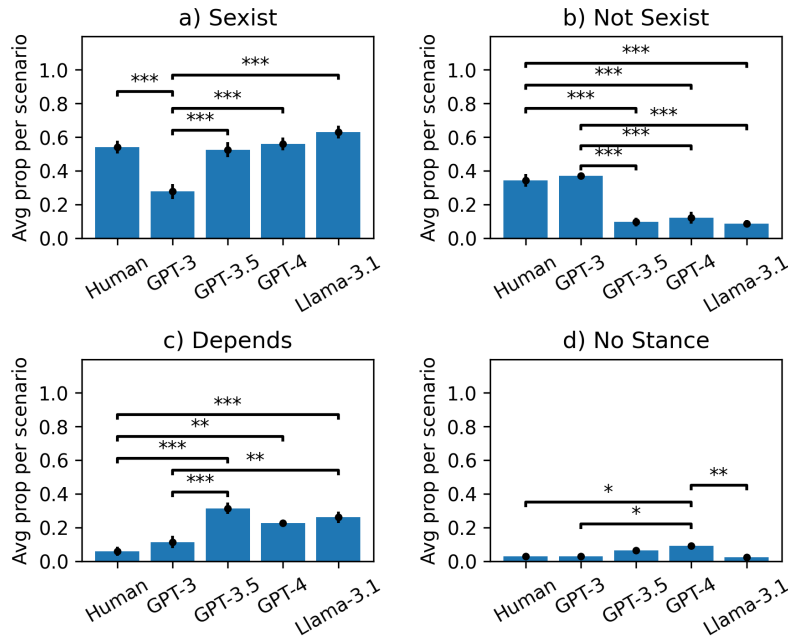 a) Sexist
Avg prop per scenario
1.0
0.8
0.6
0.4
0.2
0.0
***
***
***
***
Human
GPT-3
GPT-3.5
GPT-4
Llama-3.1
b) Not Sexist
Avg prop per scenario
1.0
0.8
0.6
0.4
0.2
0.0
***
***
***
***
***
***
Human
GPT-3
GPT-3.5
GPT-4
Llama-3.1
c) Depends
Avg prop per scenario
1.0
0.8
0.6
0.4
0.2
0.0
***
**
***
**
***
Human
GPT-3
GPT-3.5
GPT-4
Llama-3.1
d) No Stance
Avg prop per scenario
1.0
0.8
0.6
0.4
0.2
0.0
**
*
*
Human
GPT-3
GPT-3.5
GPT-4
Llama-3.1